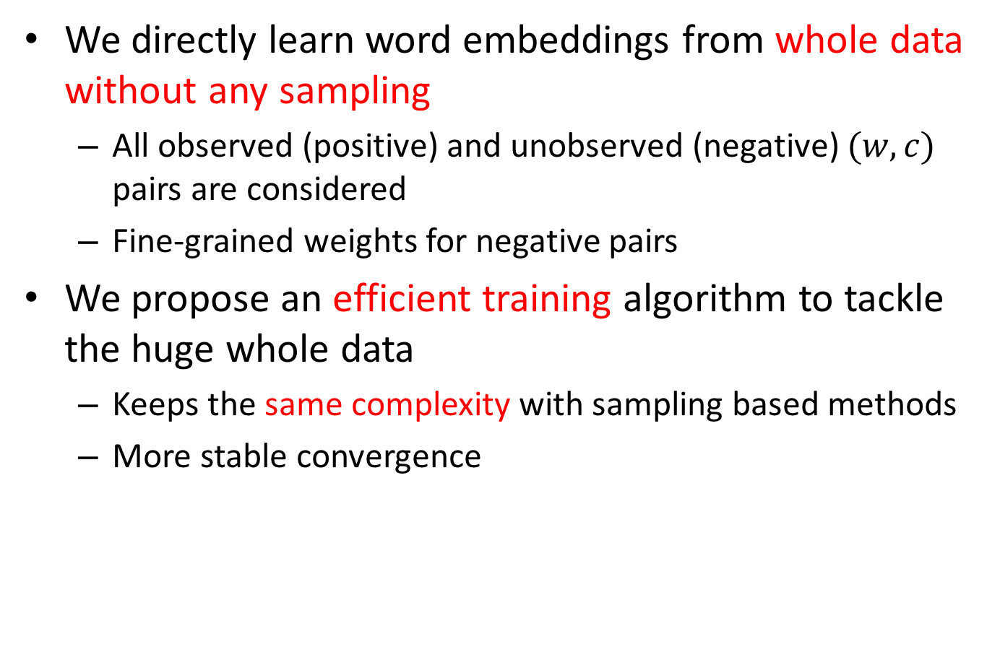 • We directly learn word embeddings from whole data
without any sampling
– All observed (positive) and unobserved (negative) (w, c)
pairs are considered
– Fine-grained weights for negative pairs
• We propose an efficient training algorithm to tackle
the huge whole data
– Keeps the same complexity with sampling based methods
– More stable convergence